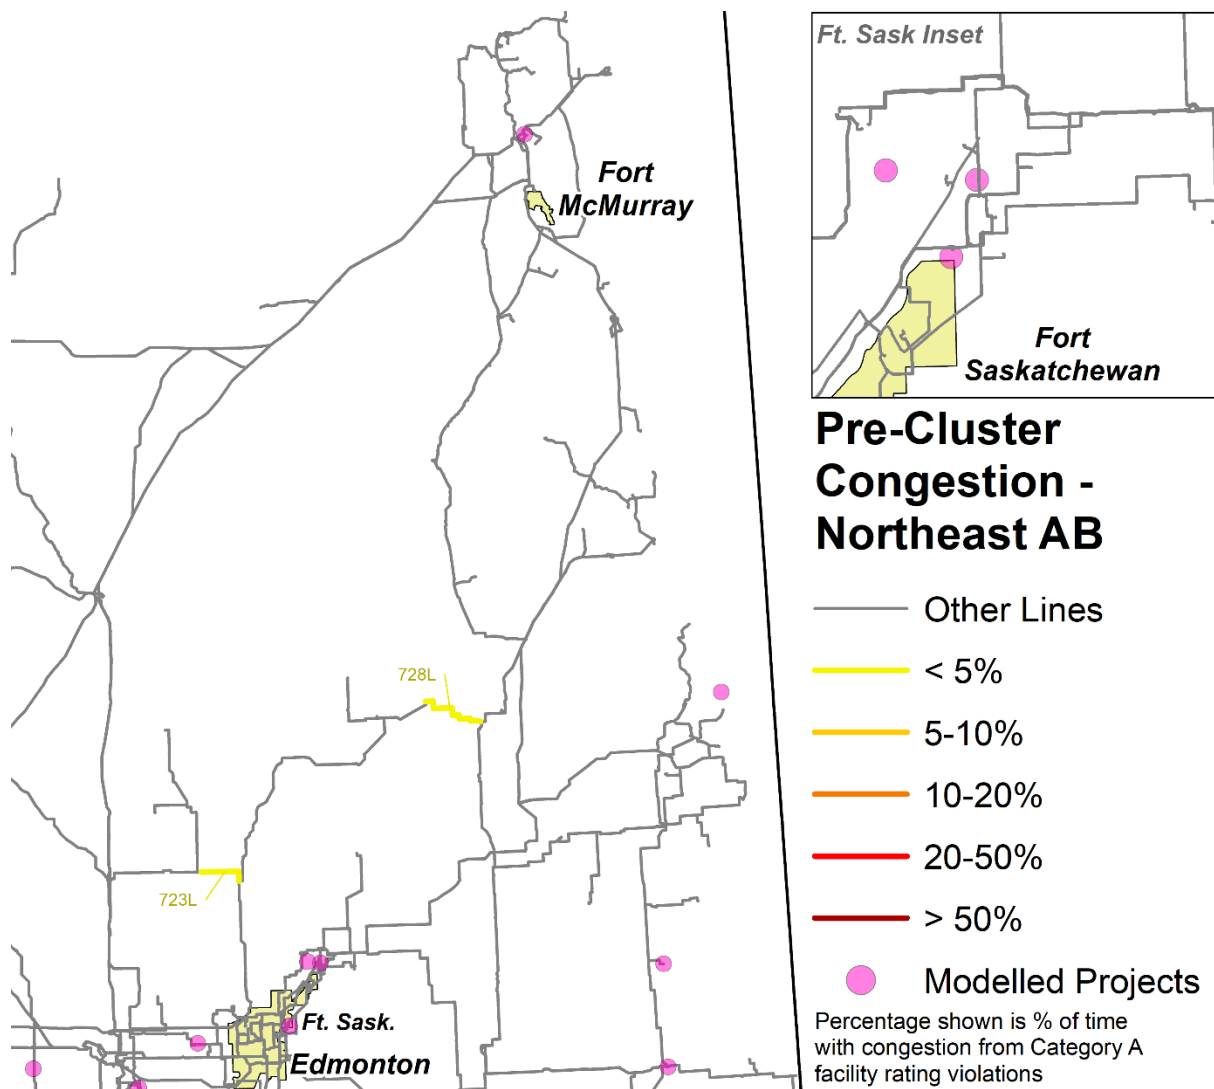 Ft. Sask Inset
Fort
Saskatchewan
Fort
McMurray
728L
723L
Ft. Sask.
Edmonton
Pre-Cluster
Congestion -
Northeast AB
Other Lines
< 5%
5-10%
10-20%
20-50%
> 50%
Modelled Projects
Percentage shown is % of time
with congestion from Category A
facility rating violations